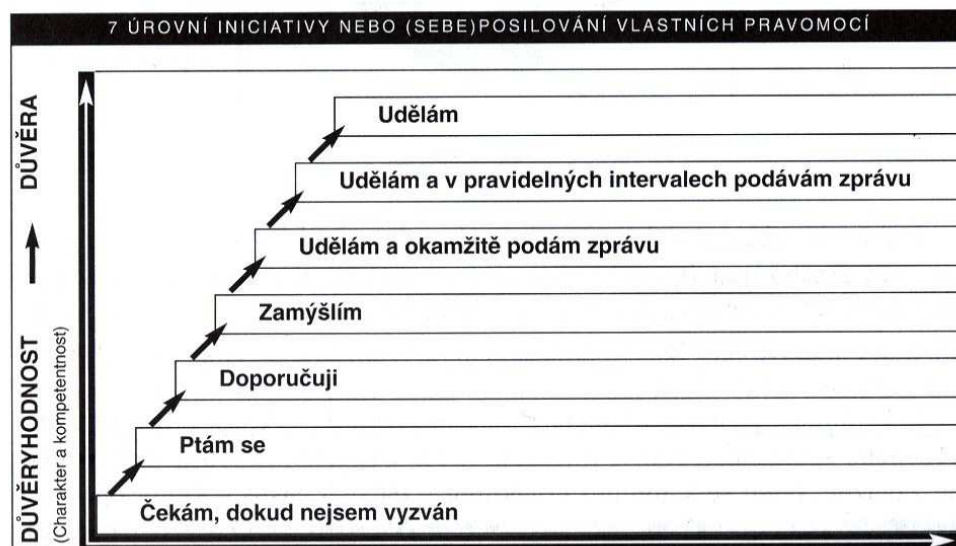 7 ÚROVNÍ INICIATIVY NEBO (SEBE)POSILOVÁNÍ VLASTNÍCH PRAVOMOCÍ
Udělám
Udělám a v pravidelných intervalech podávám zprávu
Udělám a okamžitě podám zprávu
Zamýšlím
Doporučuji
Ptám se
Čekám, dokud nejsem vyzván
DŮVĚRYHODNOST
(Charakter a kompetentnost)
DŮVĚRA